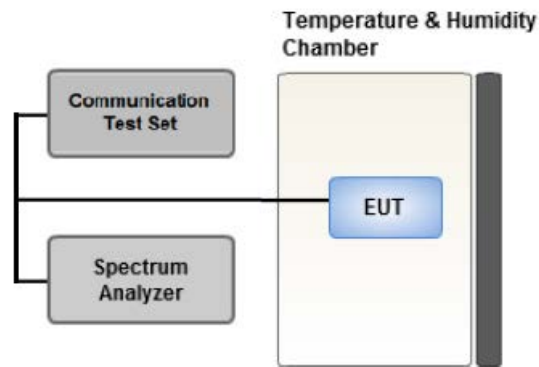 Temperature & Humidity
Chamber
Communication
Test Set
EUT
Spectrum
Analyzer